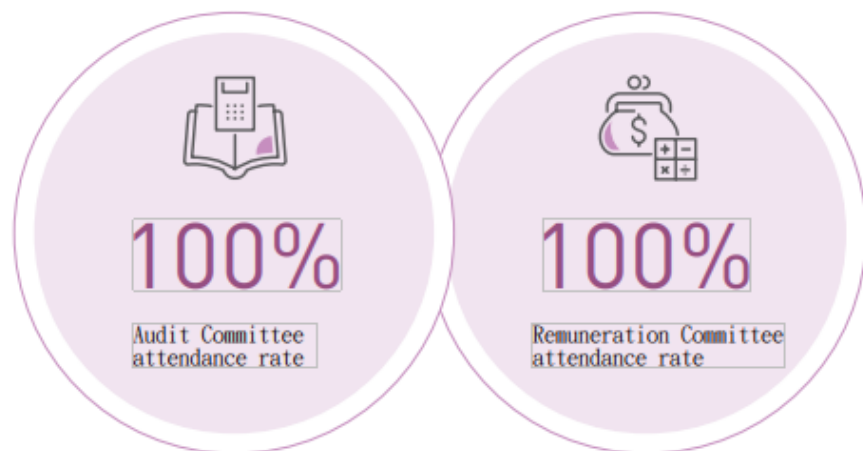 100%
Audit Committee
attendance rate
100%
Remuneration Committee
attendance rate